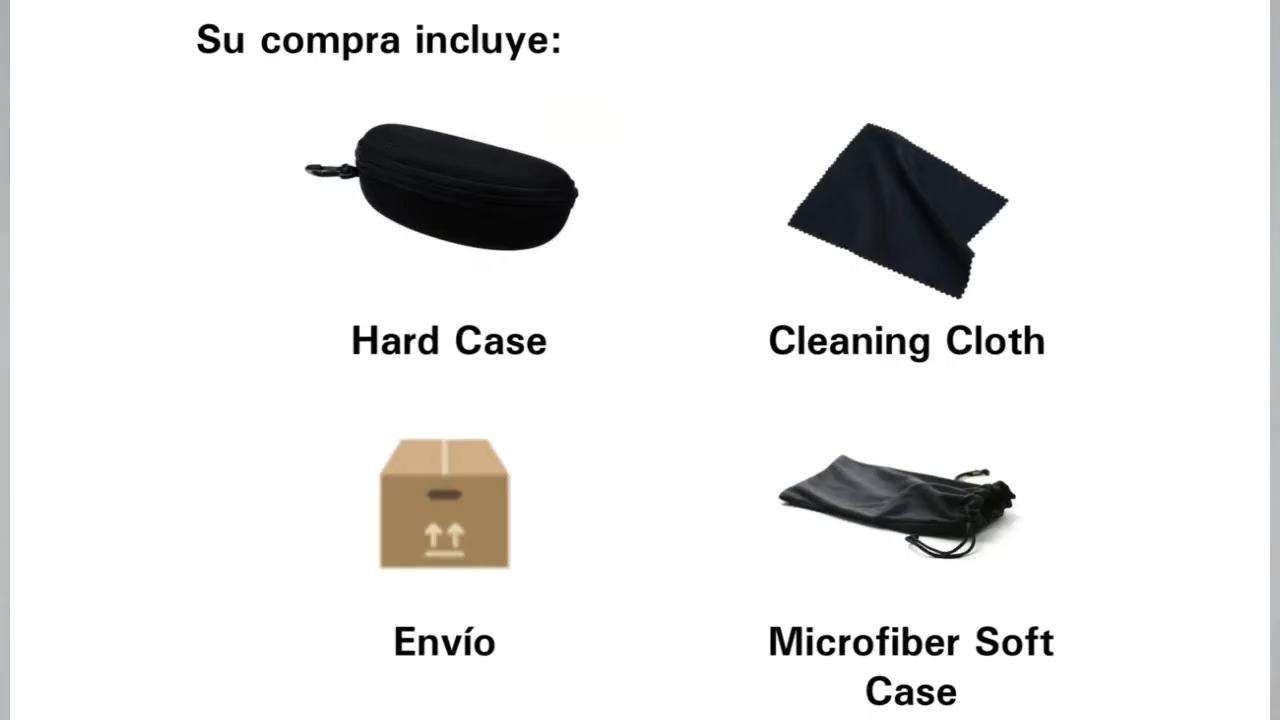 Su compra incluye:
Hard Case
Cleaning Cloth
Envío
Microfiber Soft
Case